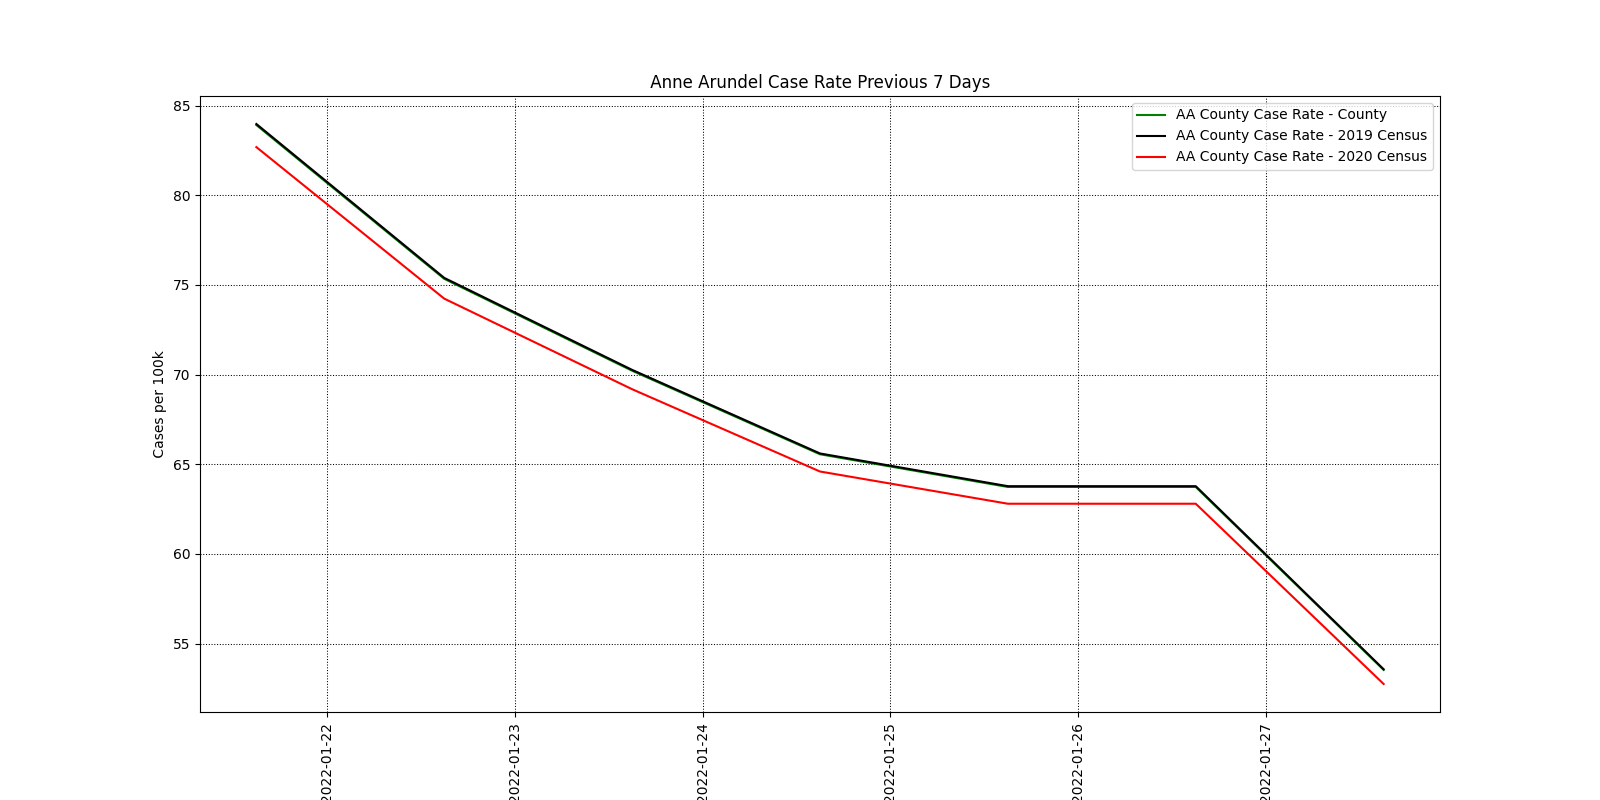 Anne Arundel Case Rate Previous 7 Days
AA County Case Rate - County
AA County Case Rate - 2019 Census
AA County Case Rate - 2020 Census
Cases per 100k
85
80
75
70
65
60
55
2022-01-22
2022-01-23
2022-01-24
2022-01-25
2022-01-26
2022-01-27